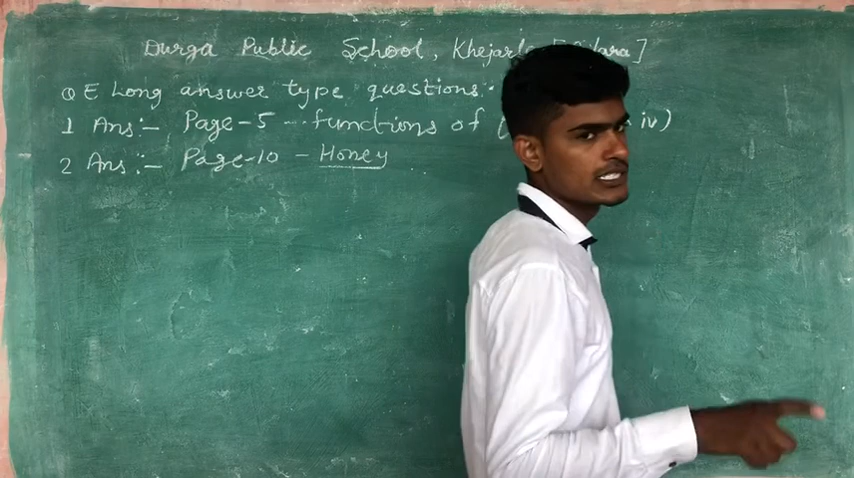 Durga Public School, Khejarla
Q E Long answer type questions:
1 Ans:- Page-5 - functions of iv)
2 Ans:- Page-10 - Honey